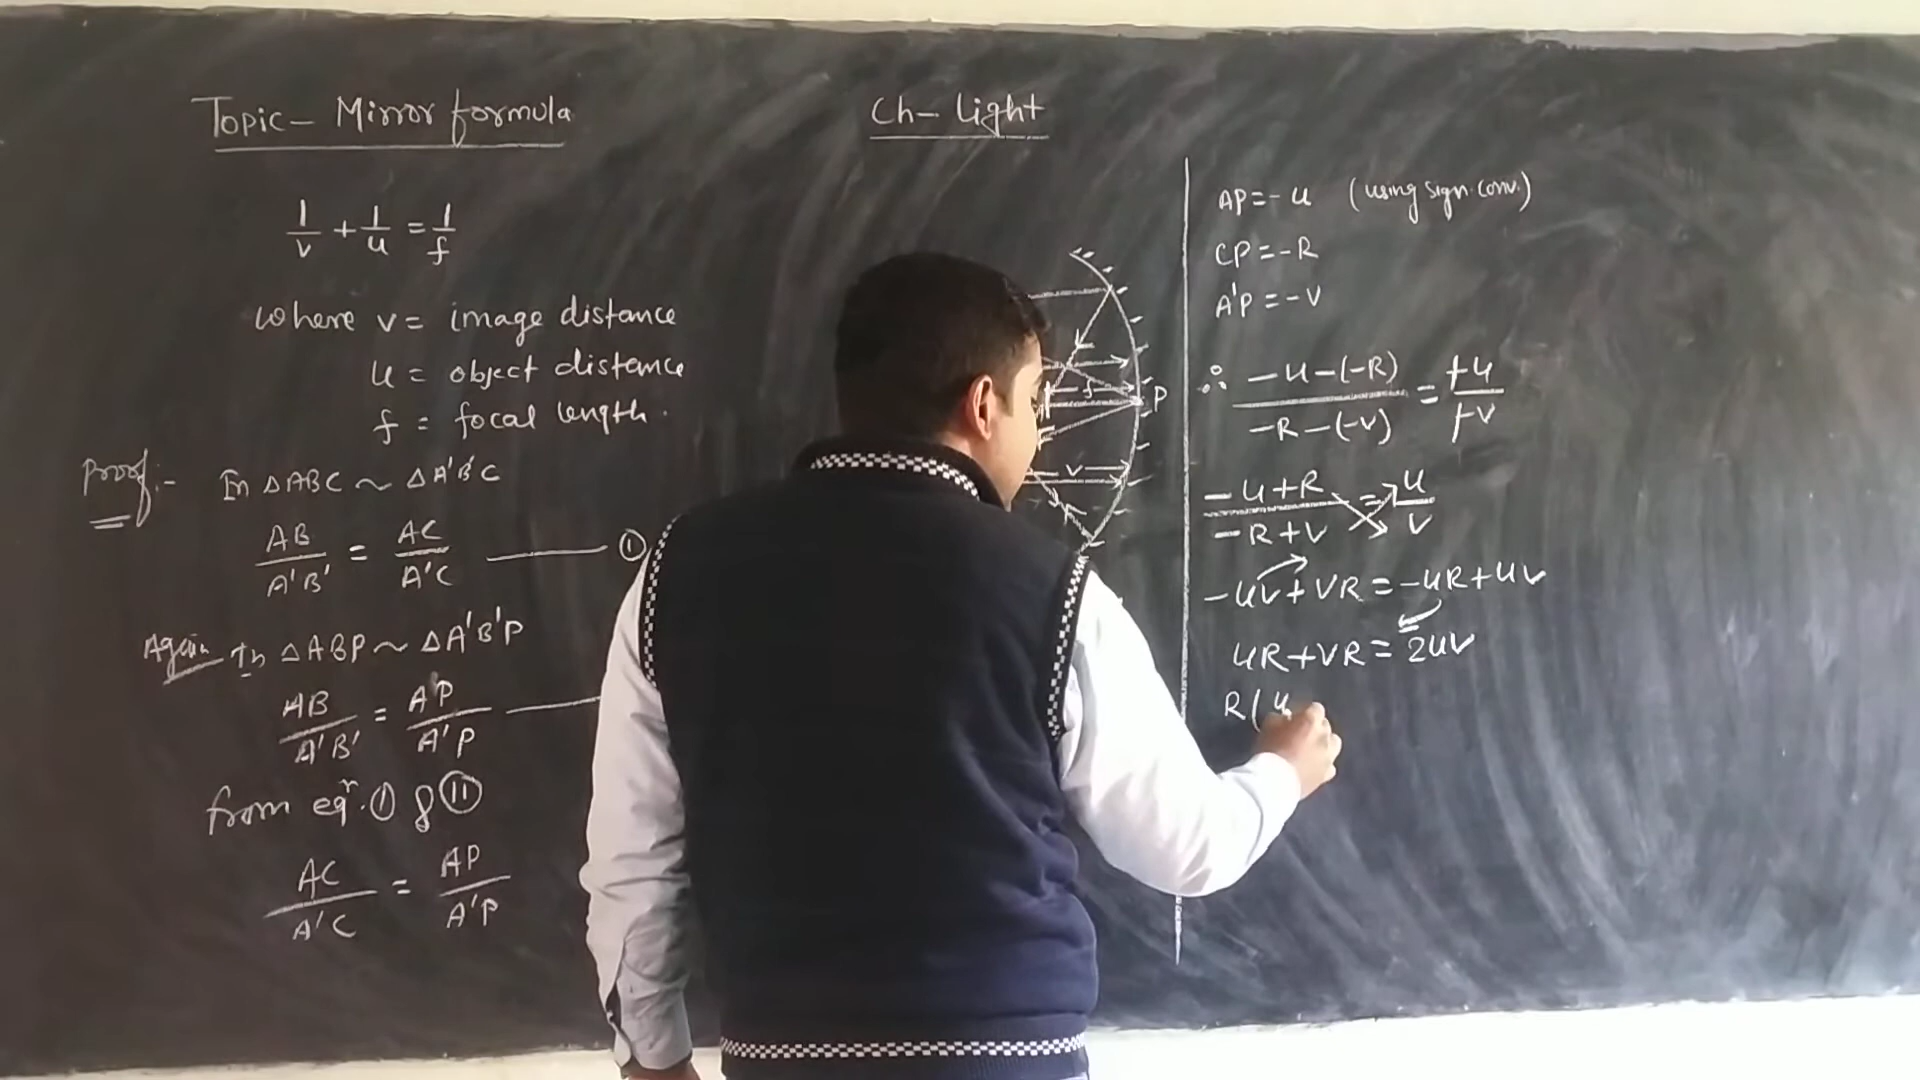 Topic- Mirror formula
Ch- Light
1/v + 1/u = 1/f
Where v = image distance
u = object distance
f = focal length.
Proof:- In △ABC ~ △A'B'C
AB/A'B' = AC/A'C —— ①
Again In △ABP ~ △A'B'P
AB/A'B' = AP/A'P ——
from eqⁿ. ① & ⑪
AC/A'C = AP/A'P
f
P
v
AP = - u (using sign. conv.)
CP = - R
A'P = - v
∴ -u-(-R)/-R-(-v) = +u/+v
-u+R/-R+v = u/v
-uv+vR = -uR+uv
uR+vR = 2uv
R(u